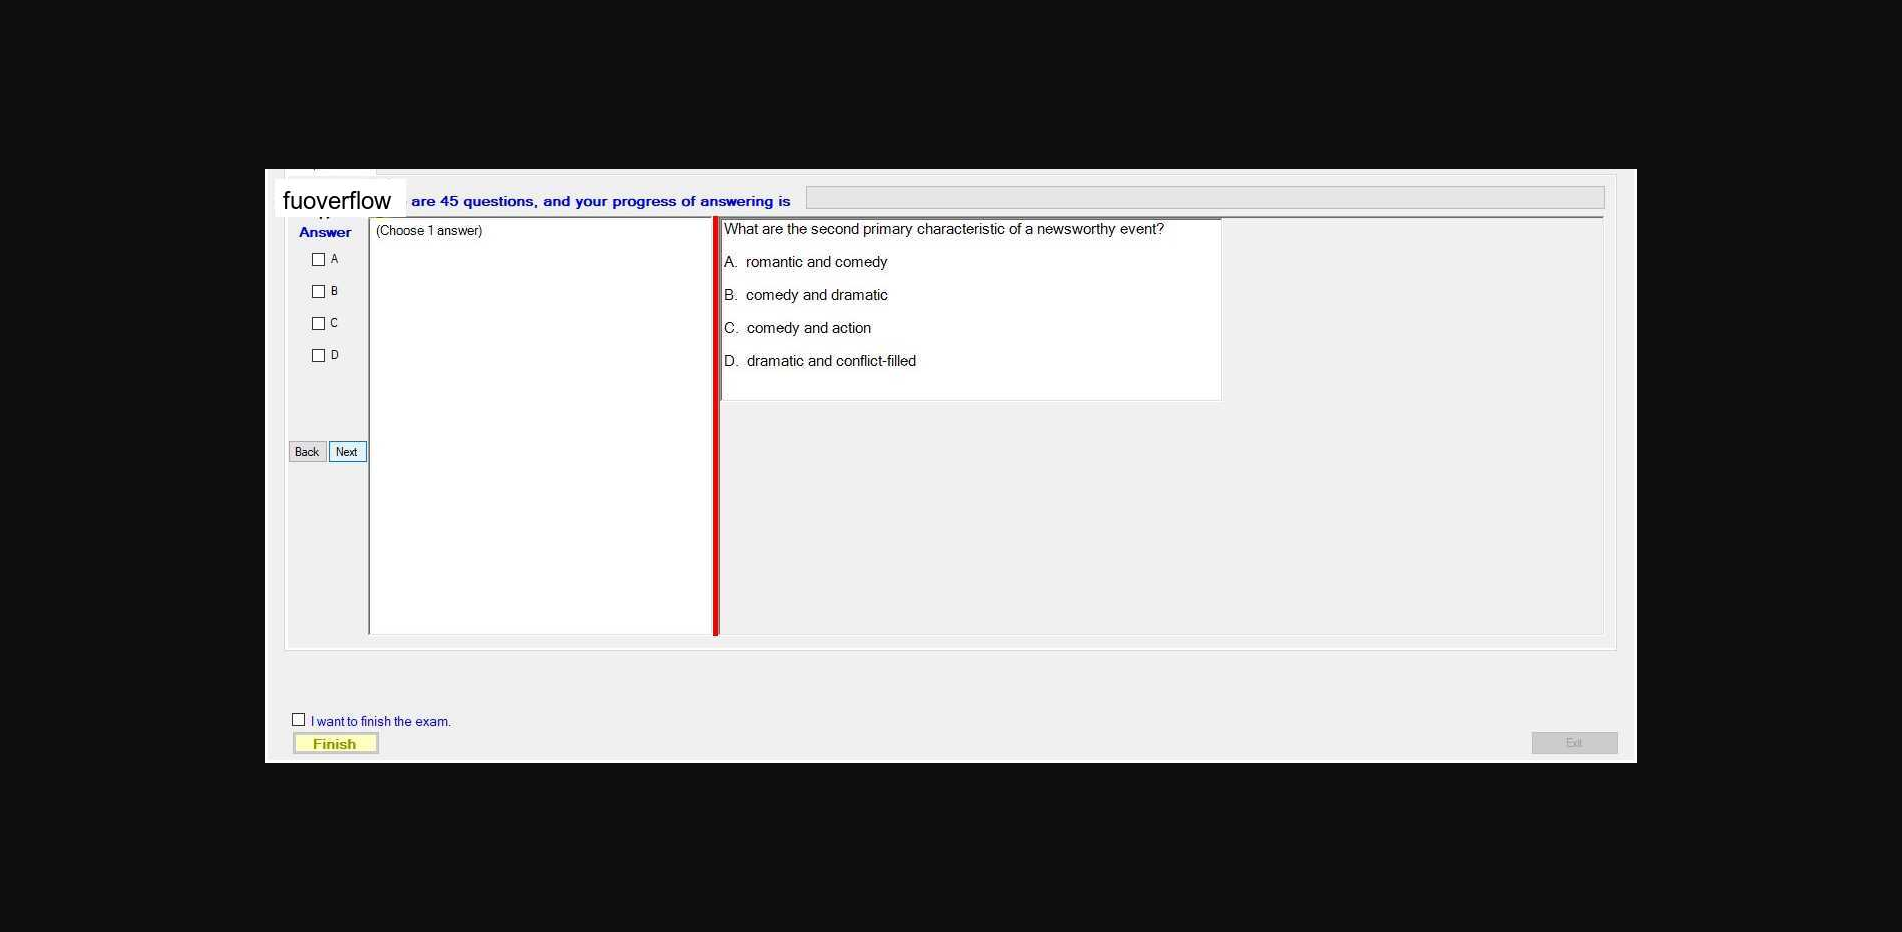 fuoverflow are 45 questions, and your progress of answering is
Answer
(Choose 1 answer)
A
B
C
D
Back Next
What are the second primary characteristic of a newsworthy event?
A. romantic and comedy
B. comedy and dramatic
C. comedy and action
D. dramatic and conflict-filled
I want to finish the exam.
Finish
Exit